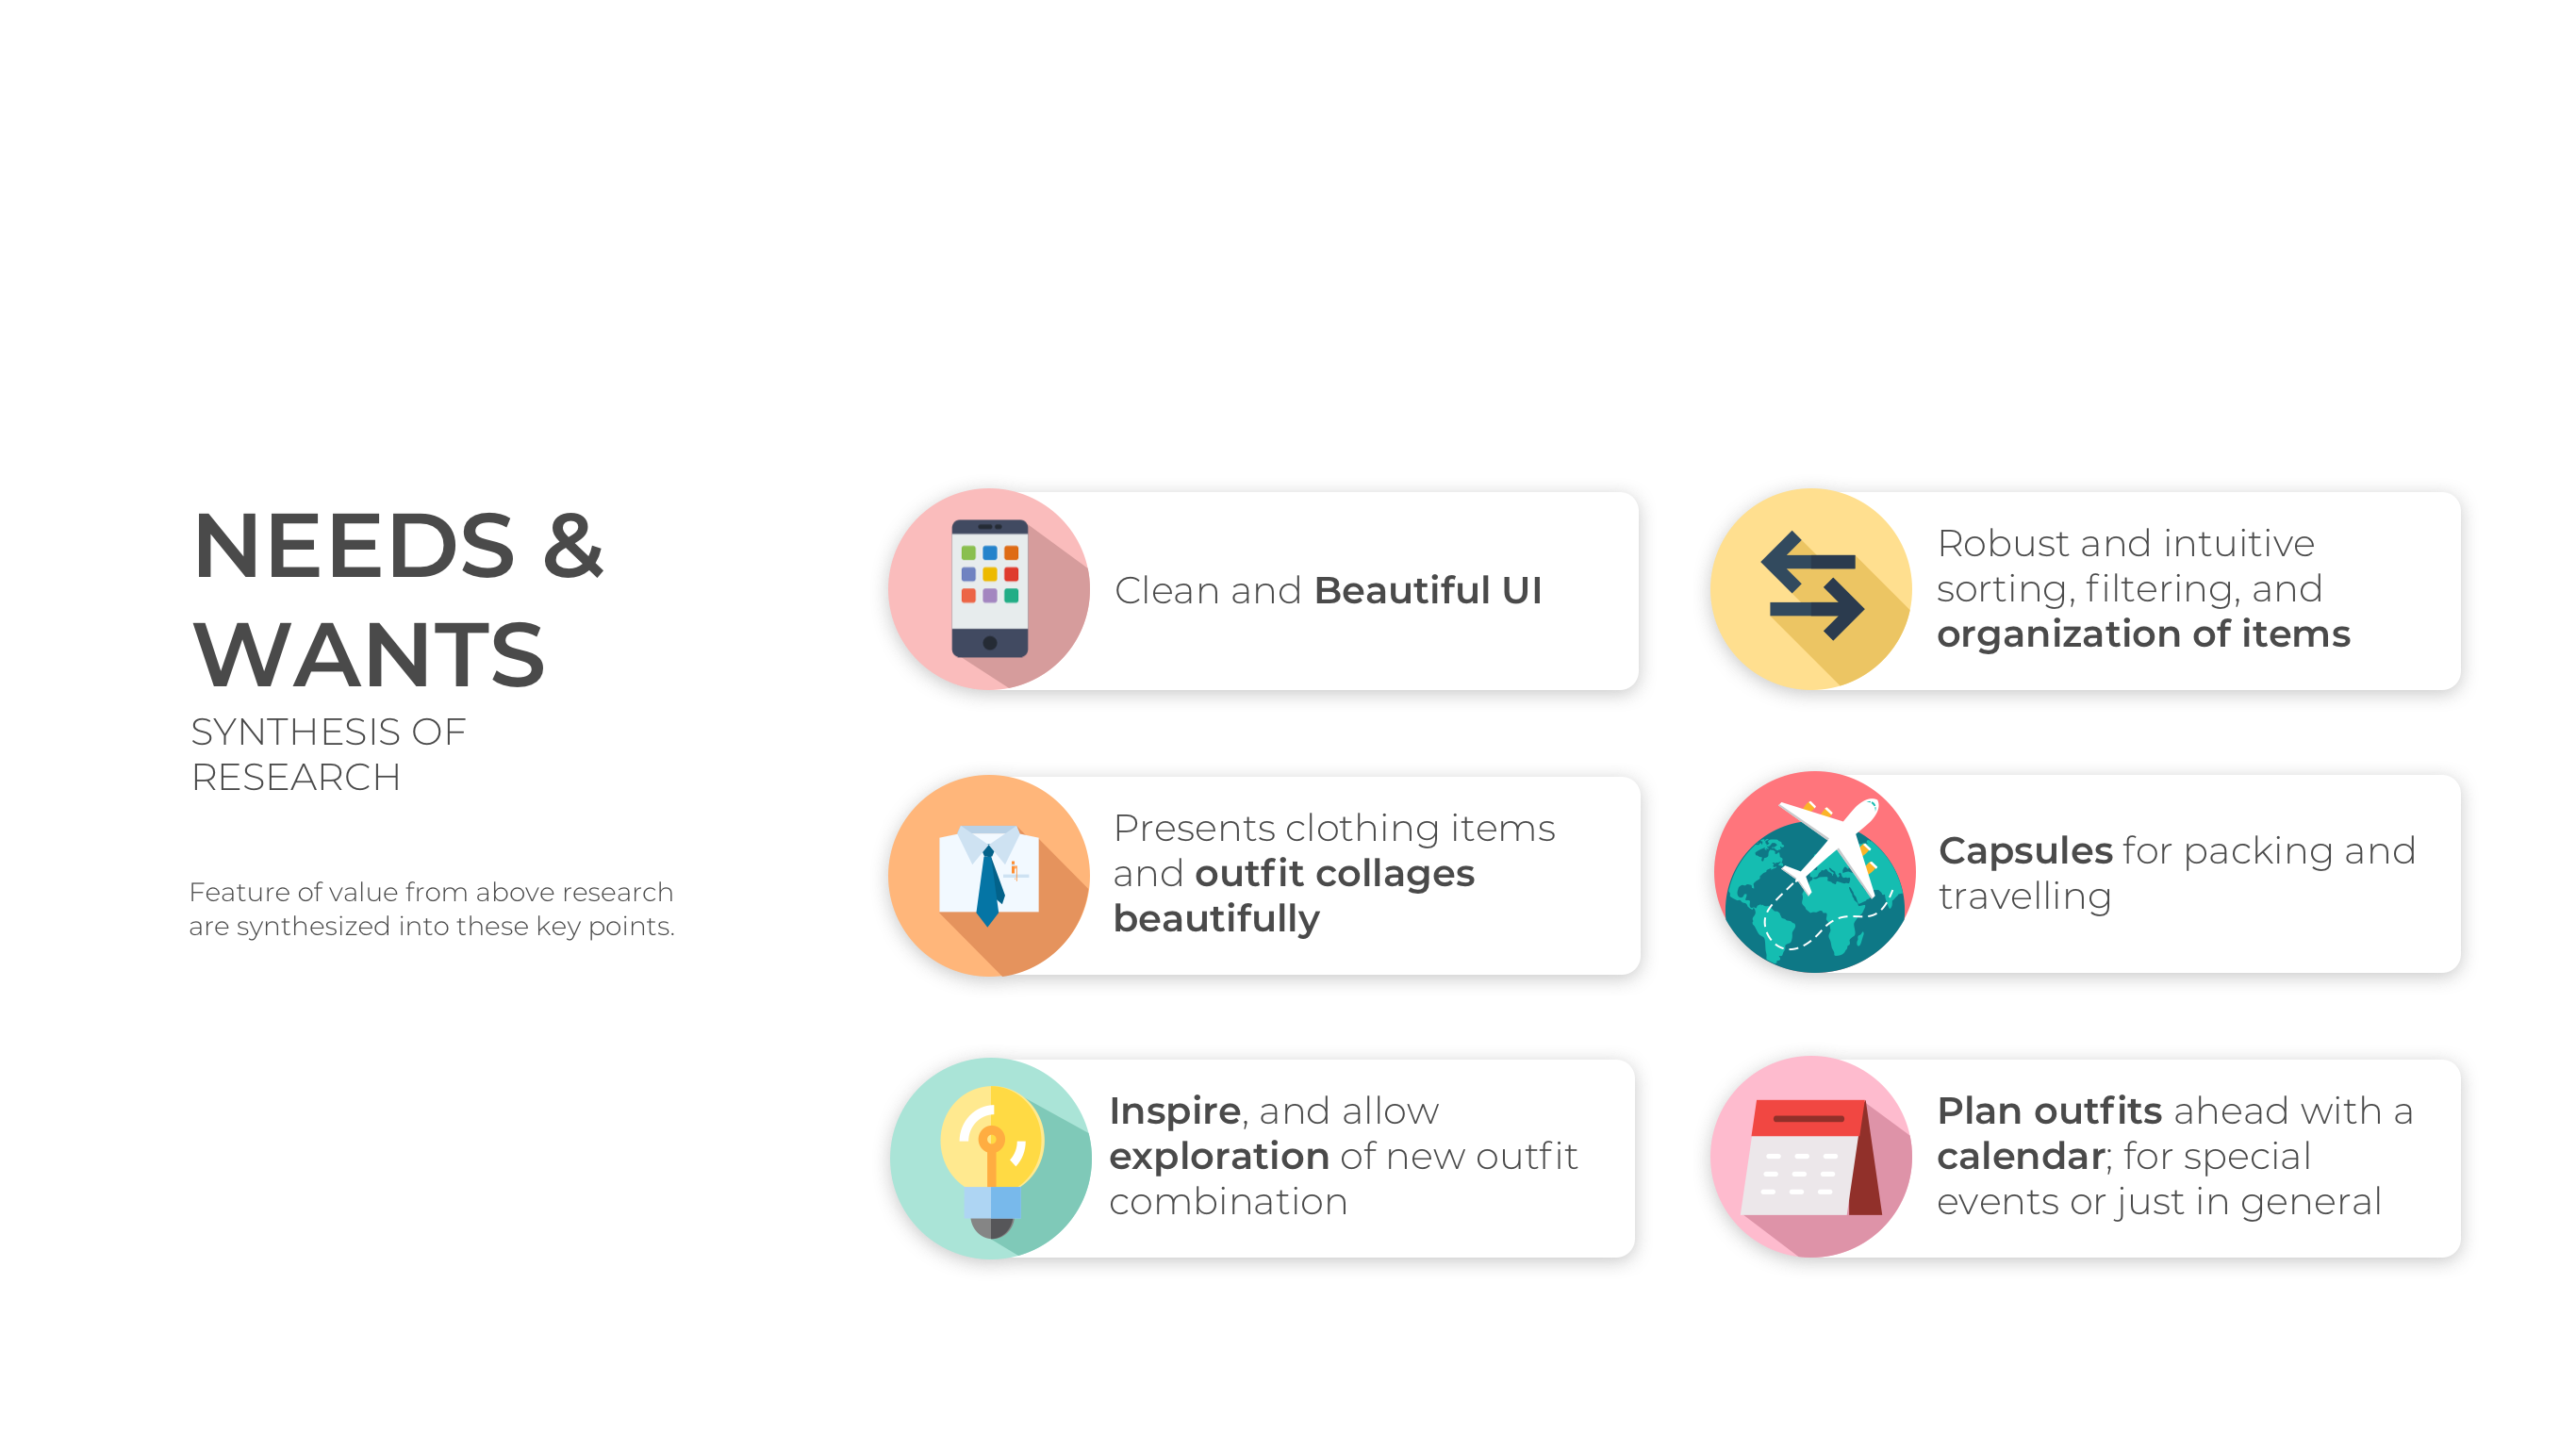 NEEDS &
WANTS
SYNTHESIS OF
RESEARCH
Feature of value from above research
are synthesized into these key points.
Clean and Beautiful UI
Robust and intuitive
sorting, filtering, and
organization of items
Presents clothing items
and outfit collages
beautifully
Capsules for packing and
travelling
Inspire, and allow
exploration of new outfit
combination
Plan outfits ahead with a
calendar; for special
events or just in general